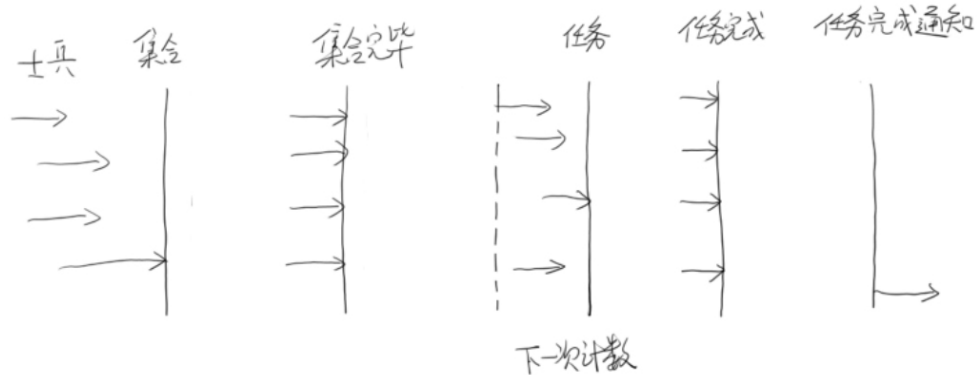 士兵
集合
集合完毕
任务
任务完成
任务完成通知
下一次计数